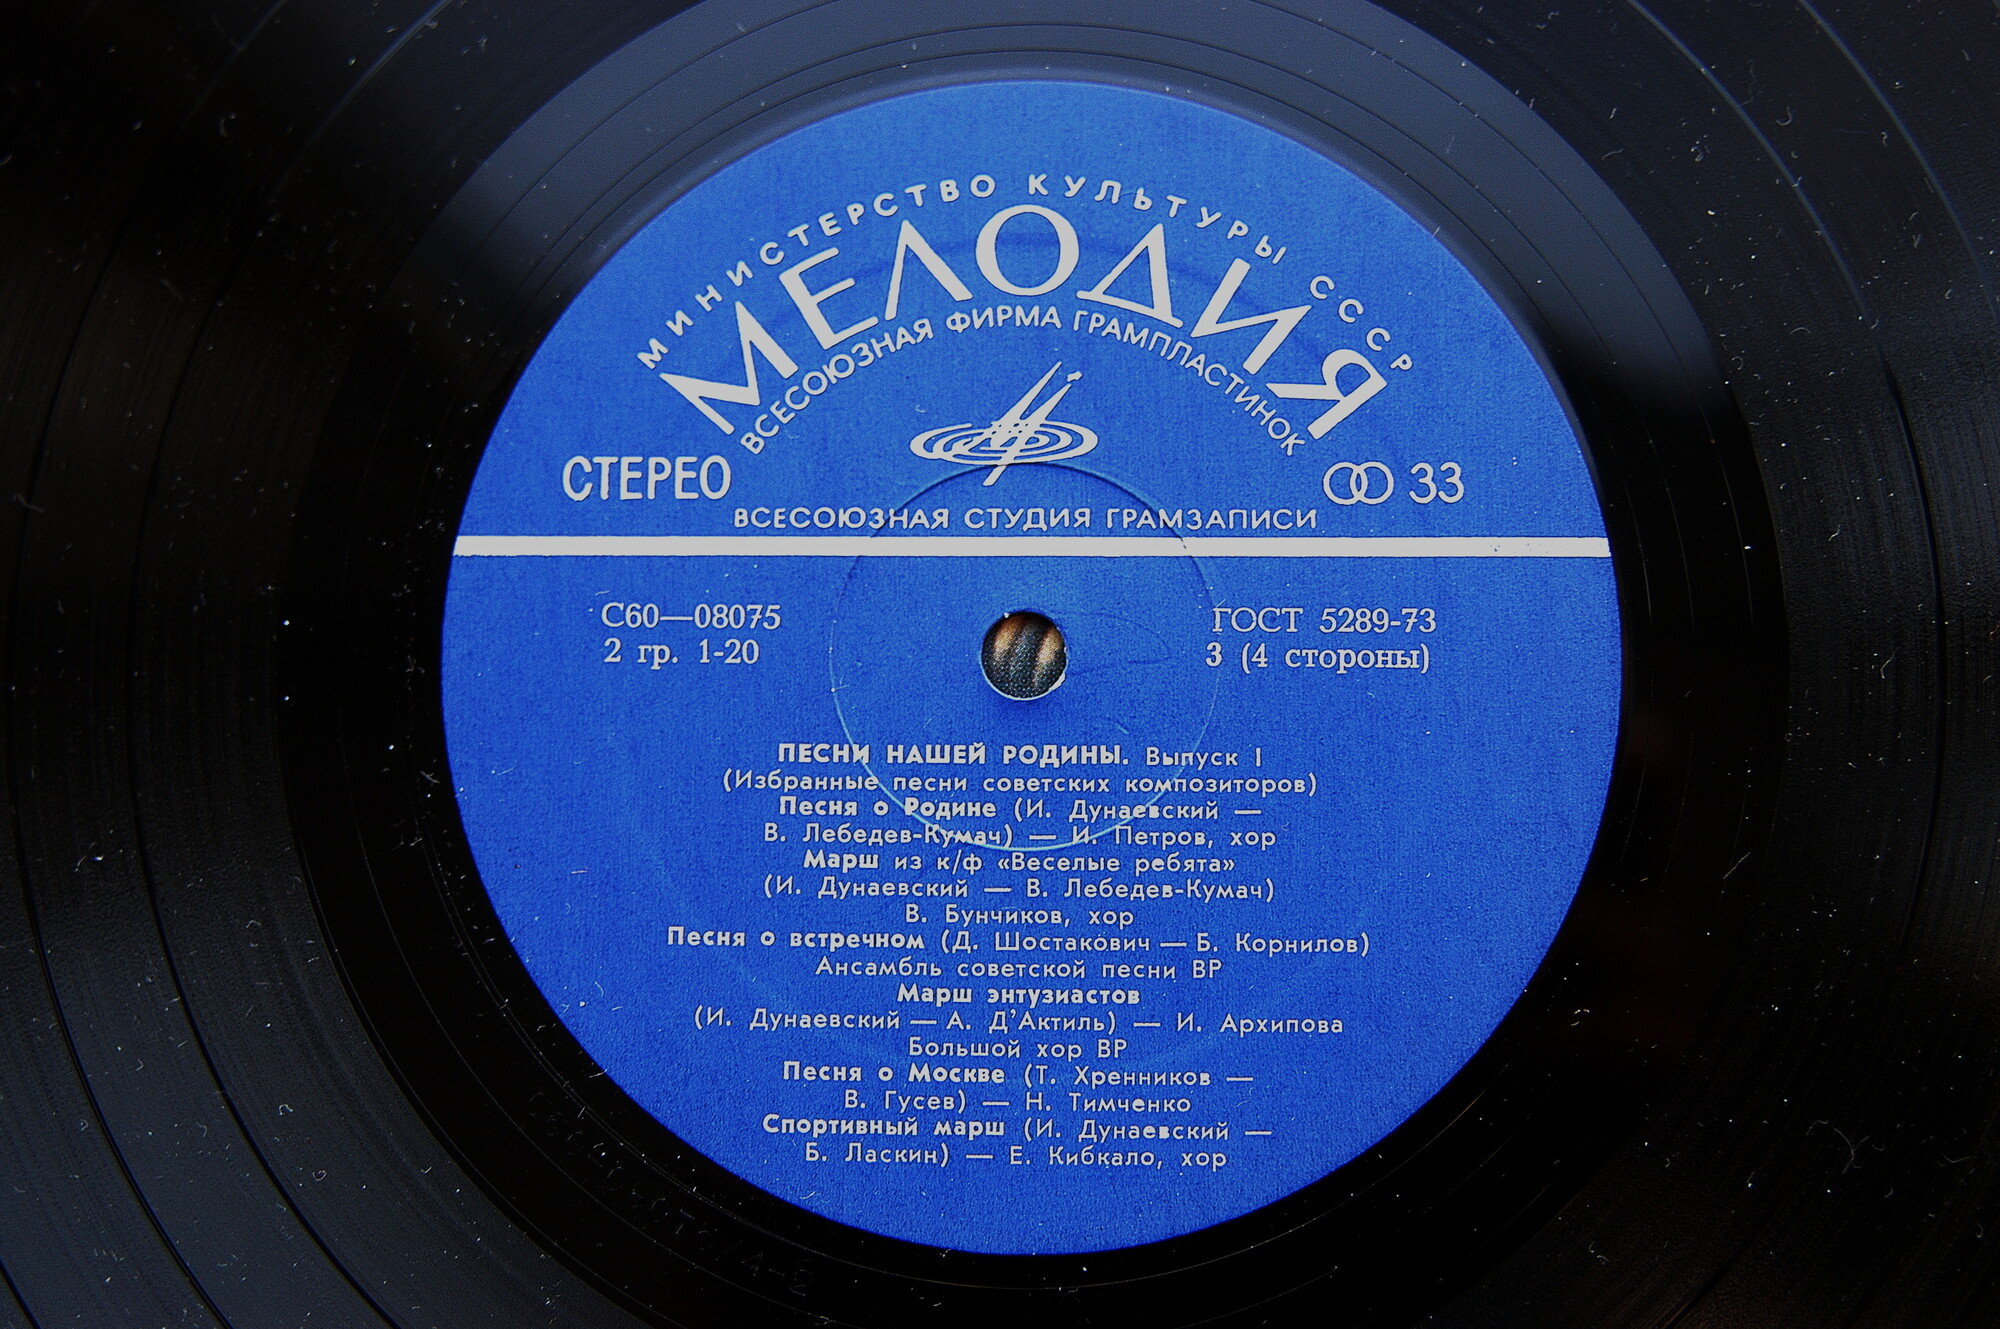 МИНИСТЕРСТВО КУЛЬТУРЫ СССР
МЕЛОДИЯ
ВСЕСОЮЗНАЯ ФИРМА ГРАМПЛАСТИНОК
СТЕРЕО
33
ВСЕСОЮЗНАЯ СТУДИЯ ГРАМЗАПИСИ
С60—08075
ГОСТ 5289-73
2 гр. 1-20
3 (4 стороны)
ПЕСНИ НАШЕЙ РОДИНЫ. Выпуск I
(Избранные песни советских композиторов)
Песня о Родине (И. Дунаевский —
В. Лебедев-Кумач) — И. Петров, хор
Марш из к/ф «Веселые ребята»
(И. Дунаевский — В. Лебедев-Кумач)
В. Бунчиков, хор
Песня о встречном (Д. Шостакович — Б. Корнилов)
Ансамбль советской песни ВР
Марш энтузиастов
(И. Дунаевский — А. Д’Актиль) — И. Архипова
Большой хор ВР
Песня о Москве (Т. Хренников —
В. Гусев) — Н. Тимченко
Спортивный марш (И. Дунаевский —
Б. Ласкин) — Е. Кибкало, хор